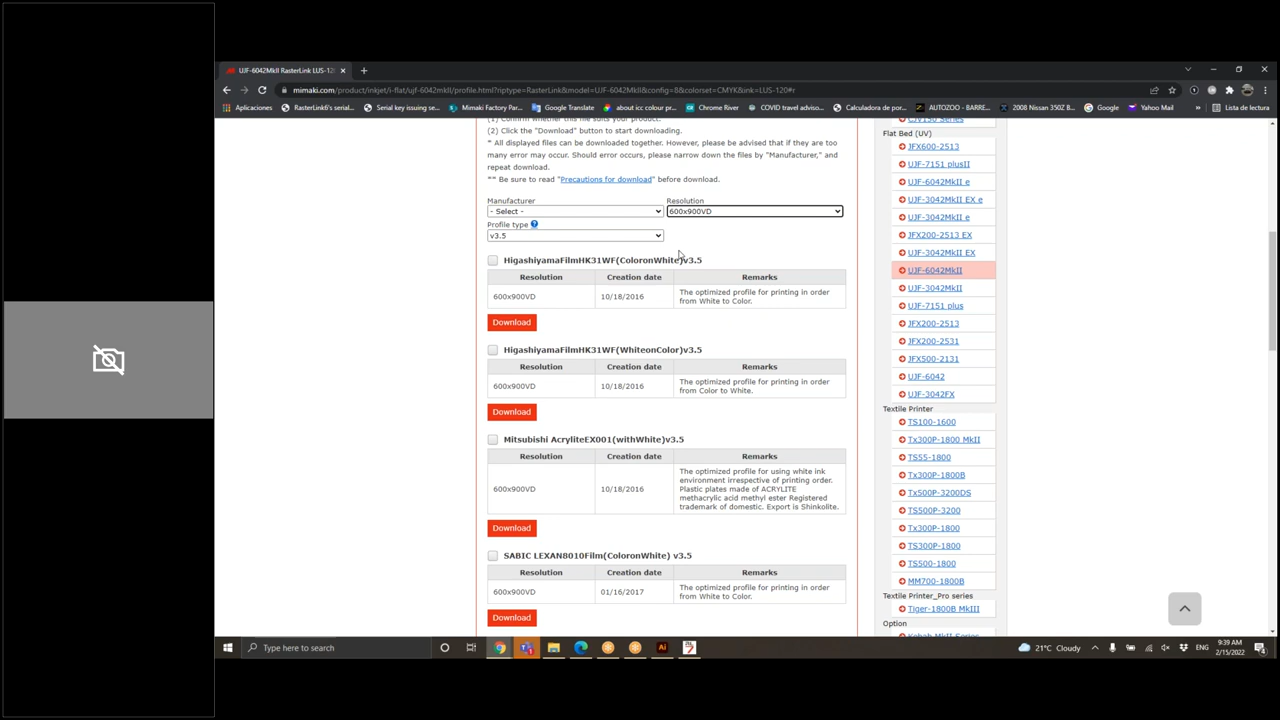 UJF-6042MkII RasterLink LUS-120
mimaki.com/product/inkjet/i-flat/ujf-6042mkii/profile.html?riptype=RasterLink&model=UJF-6042MkII&config=8&colorset=CMYK&ink=LUS-120#r
Aplicaciones
RasterLink6's serial...
Serial key issuing se...
Mimaki Factory Par...
Google Translate
about icc colour pr...
Chrome River
COVID travel adviso...
Calculadora de por...
AUTOZOO - BARRE...
2008 Nissan 350Z B...
Google
Yahoo Mail
»
Lista de lectura
(1) Confirm whether this file suits your product.
(2) Click the "Download" button to start downloading.
* All displayed files can be downloaded together. However, please be advised that if they are too
many error may occur. Should error occurs, please narrow down the files by "Manufacturer," and
repeat download.
** Be sure to read "Precautions for download" before download.
Manufacturer
Resolution
- Select -
600x900VD
Profile type
v3.5
HigashiyamaFilmHK31WF(ColoronWhite)v3.5
Resolution Creation date Remarks
600x900VD 10/18/2016 The optimized profile for printing in order
from White to Color.
Download
HigashiyamaFilmHK31WF(WhiteonColor)v3.5
Resolution Creation date Remarks
600x900VD 10/18/2016 The optimized profile for printing in order
from Color to White.
Download
Mitsubishi AcryliteEX001(withWhite)v3.5
Resolution Creation date Remarks
600x900VD 10/18/2016 The optimized profile for using white ink
environment irrespective of printing order.
Plastic plates made of ACRYLITE
methacrylic acid methyl ester Registered
trademark of domestic. Export is Shinkolite.
Download
SABIC LEXAN8010Film(ColoronWhite) v3.5
Resolution Creation date Remarks
600x900VD 01/16/2017 The optimized profile for printing in order
from White to Color.
Download
CJV150 Series
Flat Bed (UV)
JFX600-2513
UJF-7151 plusII
UJF-6042MkII e
UJF-3042MkII EX e
UJF-3042MkII e
JFX200-2513 EX
UJF-3042MkII EX
UJF-6042MkII
UJF-3042MkII
UJF-7151 plus
JFX200-2513
JFX200-2531
JFX500-2131
UJF-6042
UJF-3042FX
Textile Printer
TS100-1600
Tx300P-1800 MkII
TS55-1800
Tx300P-1800B
Tx500P-3200DS
TS500P-3200
Tx300P-1800
TS300P-1800
TS500-1800
MM700-1800B
Textile Printer_Pro series
Tiger-1800B MkIII
Option
Kebab MkII Series
Type here to search
21°C Cloudy
ENG
9:39 AM
2/15/2022